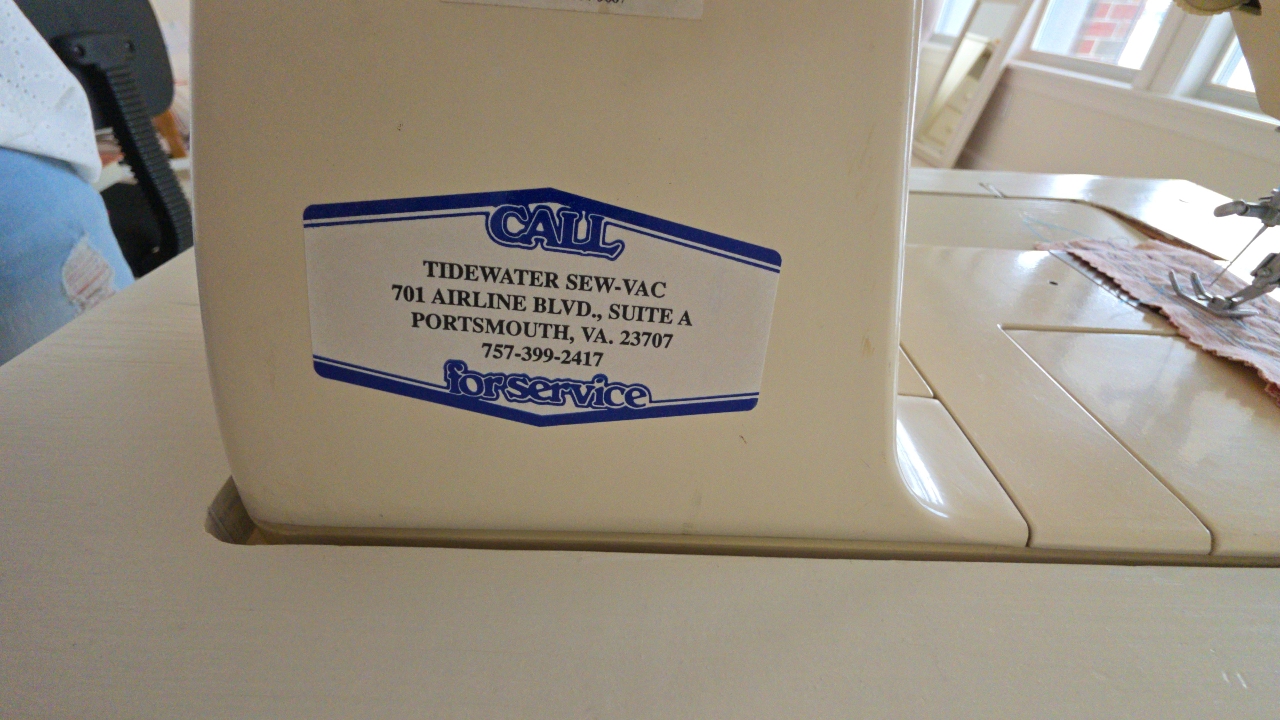 CALL
TIDEWATER SEW-VAC
701 AIRLINE BLVD., SUITE A
PORTSMOUTH, VA. 23707
757-399-2417
for service